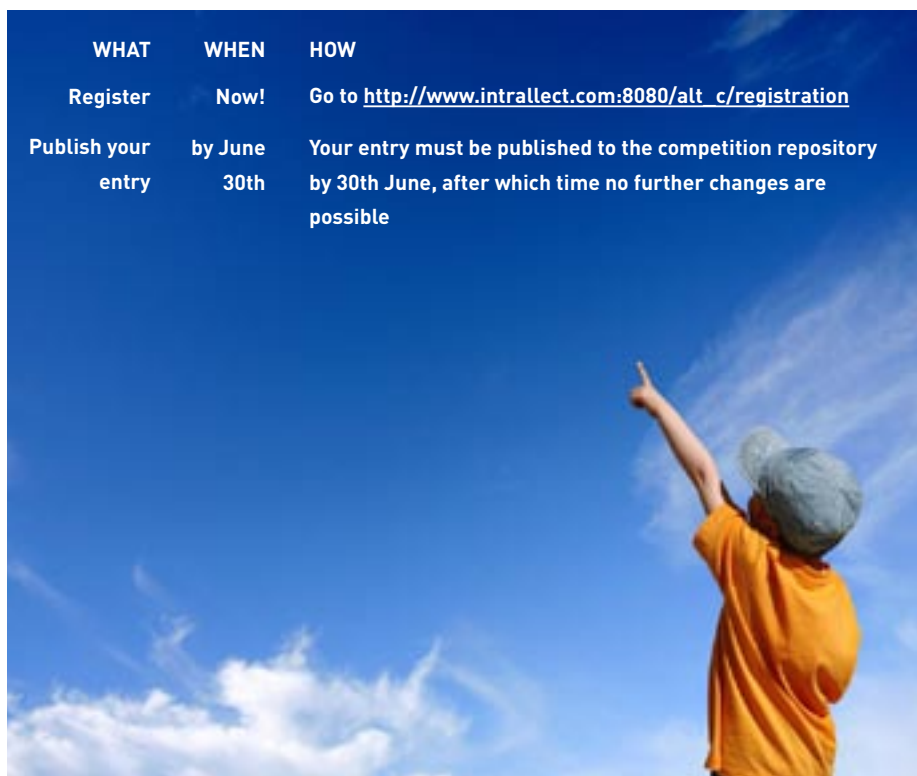 WHAT WHEN HOW
Register Now! Go to http://www.intrallect.com:8080/alt_c/registration
Publish your by June Your entry must be published to the competition repository
entry 30th by 30th June, after which time no further changes are
possible